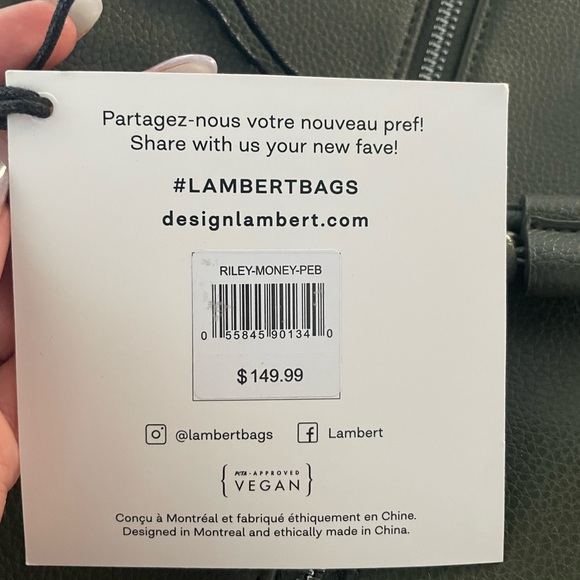 Partagez-nous votre nouveau pref!
Share with us your new fave!
#LAMBERTBAGS
designlambert.com
RILEY-MONEY-PEB
0 55845 90134 0
$149.99
@lambertbags Lambert
PETA-APPROVED
VEGAN
Conçu à Montréal et fabriqué éthiquement en Chine.
Designed in Montreal and ethically made in China.